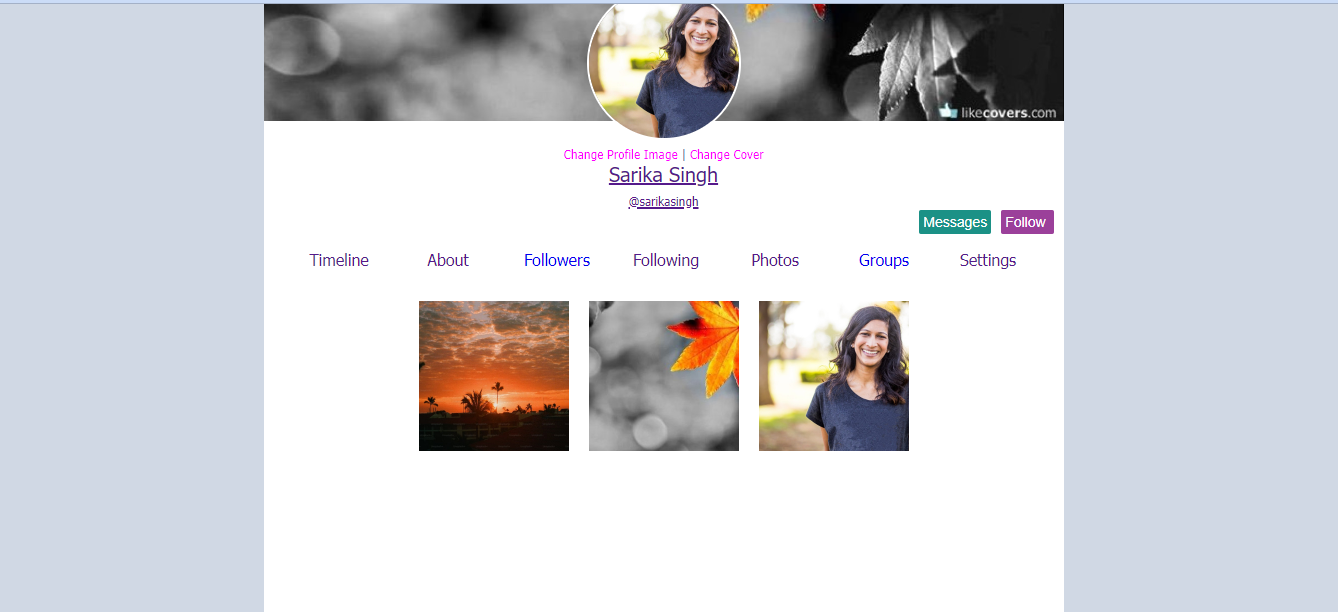 likecovers.com
Change Profile Image | Change Cover
Sarika Singh
@sarikasingh
Messages Follow
Timeline About Followers Following Photos Groups Settings